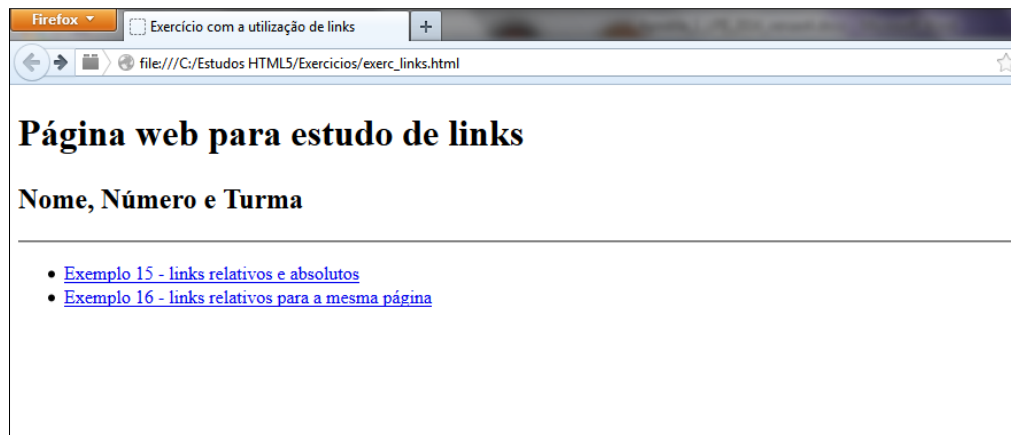 Firefox
Exercício com a utilização de links
+
file:///C:/Estudos HTML5/Exercicios/exerc_links.html
Página web para estudo de links
Nome, Número e Turma
Exemplo 15 - links relativos e absolutos
Exemplo 16 - links relativos para a mesma página